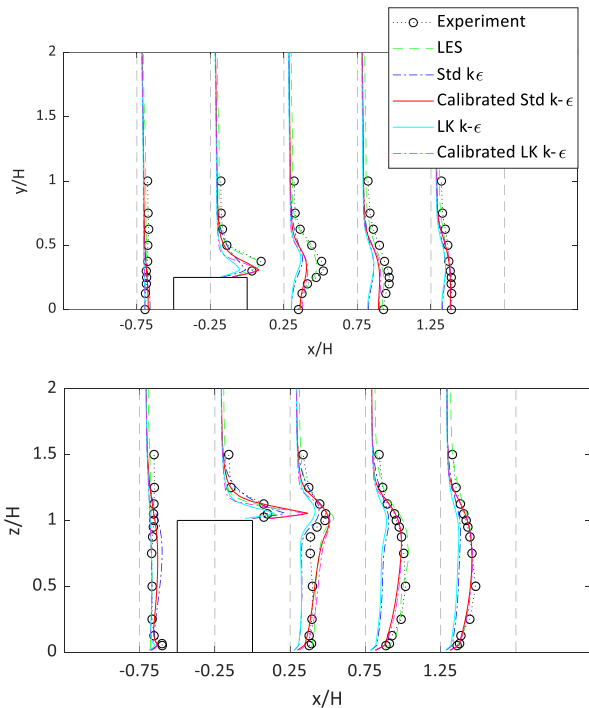 Experiment
LES
Std kϵ
Calibrated Std k-ϵ
LK k-ϵ
Calibrated LK k-ϵ
2
1.5
1
0.5
0
y/H
-0.75 -0.25 0.25 0.75 1.25
x/H
2
1.5
1
0.5
0
z/H
-0.75 -0.25 0.25 0.75 1.25
x/H